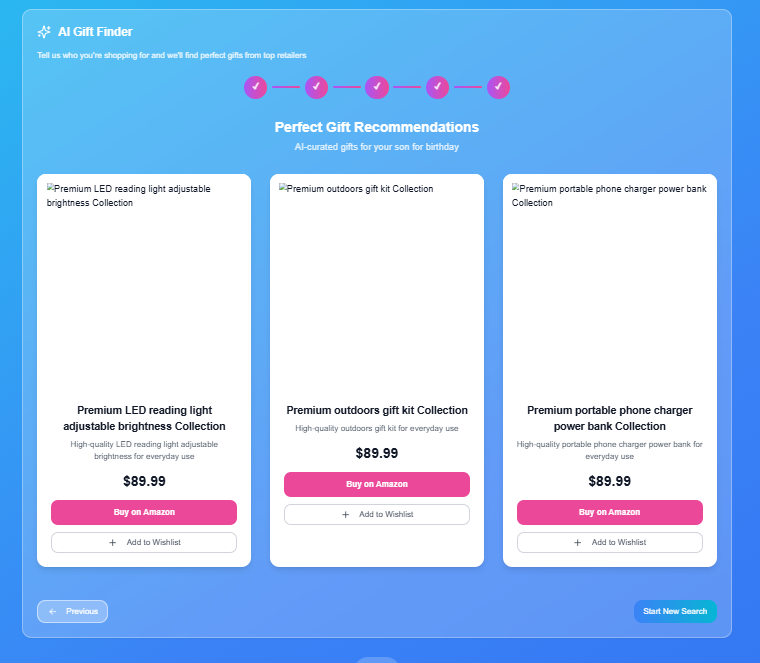 AI Gift Finder
Tell us who you're shopping for and we'll find perfect gifts from top retailers
Perfect Gift Recommendations
AI-curated gifts for your son for birthday
Premium LED reading light adjustable
brightness Collection
Premium outdoors gift kit Collection
Premium portable phone charger power bank
Collection
Premium LED reading light
adjustable brightness Collection
High-quality LED reading light adjustable
brightness for everyday use
$89.99
Buy on Amazon
Add to Wishlist
Premium outdoors gift kit Collection
High-quality outdoors gift kit for everyday use
$89.99
Buy on Amazon
Add to Wishlist
Premium portable phone charger
power bank Collection
High-quality portable phone charger power bank for
everyday use
$89.99
Buy on Amazon
Add to Wishlist
Previous
Start New Search